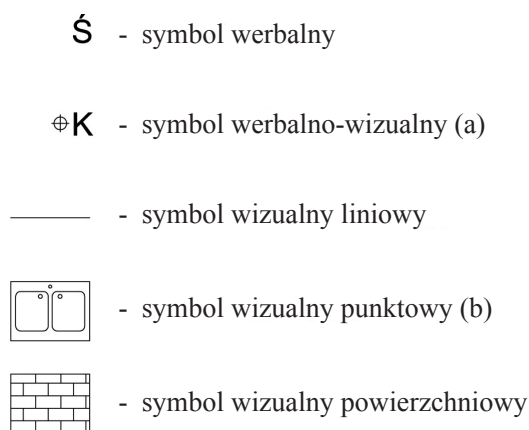 Ś - symbol werbalny
⌖K - symbol werbalno-wizualny (a)
- symbol wizualny liniowy
- symbol wizualny punktowy (b)
- symbol wizualny powierzchniowy